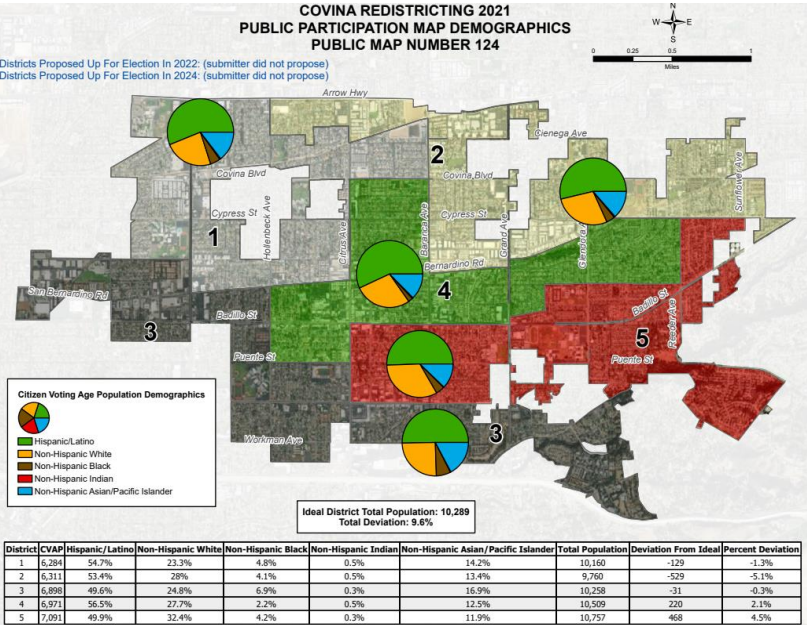 COVINA REDISTRICTING 2021
PUBLIC PARTICIPATION MAP DEMOGRAPHICS
PUBLIC MAP NUMBER 124
N
W E
S
0 0.25 0.5 1
Miles
Districts Proposed Up For Election In 2022: (submitter did not propose)
Districts Proposed Up For Election In 2024: (submitter did not propose)
Arrow Hwy
Cienega Ave
2
Covina Blvd
Covina Blvd
Sunflower Ave
Cypress St
Cypress St
Hollenbeck Ave
Citrus Ave
Baranca Ave
Grand Ave
Glendora
1
Bernardino Rd
4
San Bernardino Rd
Badillo St
Badillo St
3
5
Reeder Ave
Puente St
Puente St
Workman Ave
3
Citizen Voting Age Population Demographics
Hispanic/Latino
Non-Hispanic White
Non-Hispanic Black
Non-Hispanic Indian
Non-Hispanic Asian/Pacific Islander
Ideal District Total Population: 10,289
Total Deviation: 9.6%
District CVAP Hispanic/Latino Non-Hispanic White Non-Hispanic Black Non-Hispanic Indian Non-Hispanic Asian/Pacific Islander Total Population Deviation From Ideal Percent Deviation
1 6,284 54.7% 23.3% 4.8% 0.5% 14.2% 10,160 -129 -1.3%
2 6,311 53.4% 28% 4.1% 0.5% 13.4% 9,760 -529 -5.1%
3 6,898 49.6% 24.8% 6.9% 0.3% 16.9% 10,258 -31 -0.3%
4 6,971 56.5% 27.7% 2.2% 0.5% 12.5% 10,509 220 2.1%
5 7,091 49.9% 32.4% 4.2% 0.3% 11.9% 10,757 468 4.5%